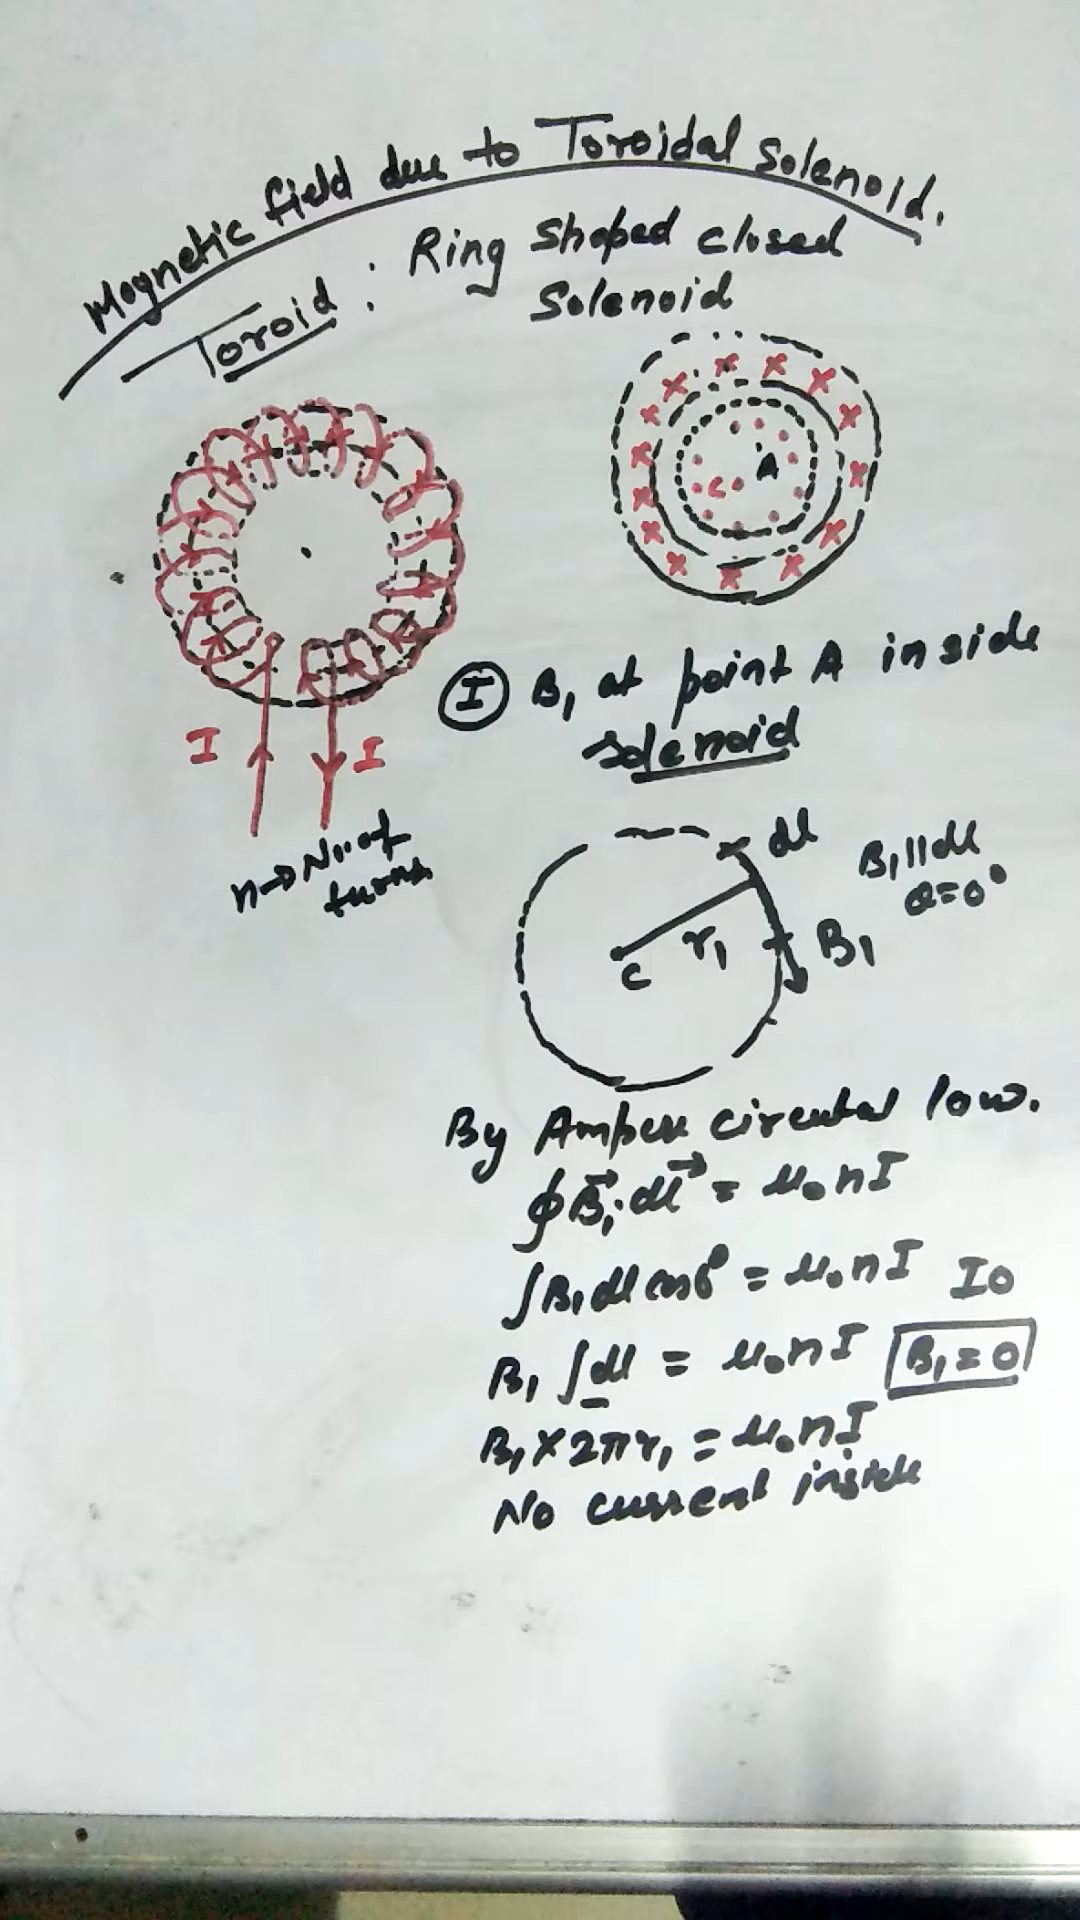 Magnetic field due to Toroidal Solenoid.
Toroid : Ring Shaped closed
Solenoid
A
C
I I
n→No. of
turns
I B₁ at point A inside
solenoid
dl
B₁ || dl
θ=0°
r₁
C
B₁
By Ampere circuital law.
∮B⃗₁.dl⃗ = μ₀nI
∫B₁dl cos0° = μ₀nI I0
B₁ ∫dl = μ₀nI B₁=0
B₁×2πr₁ = μ₀nI
No current inside